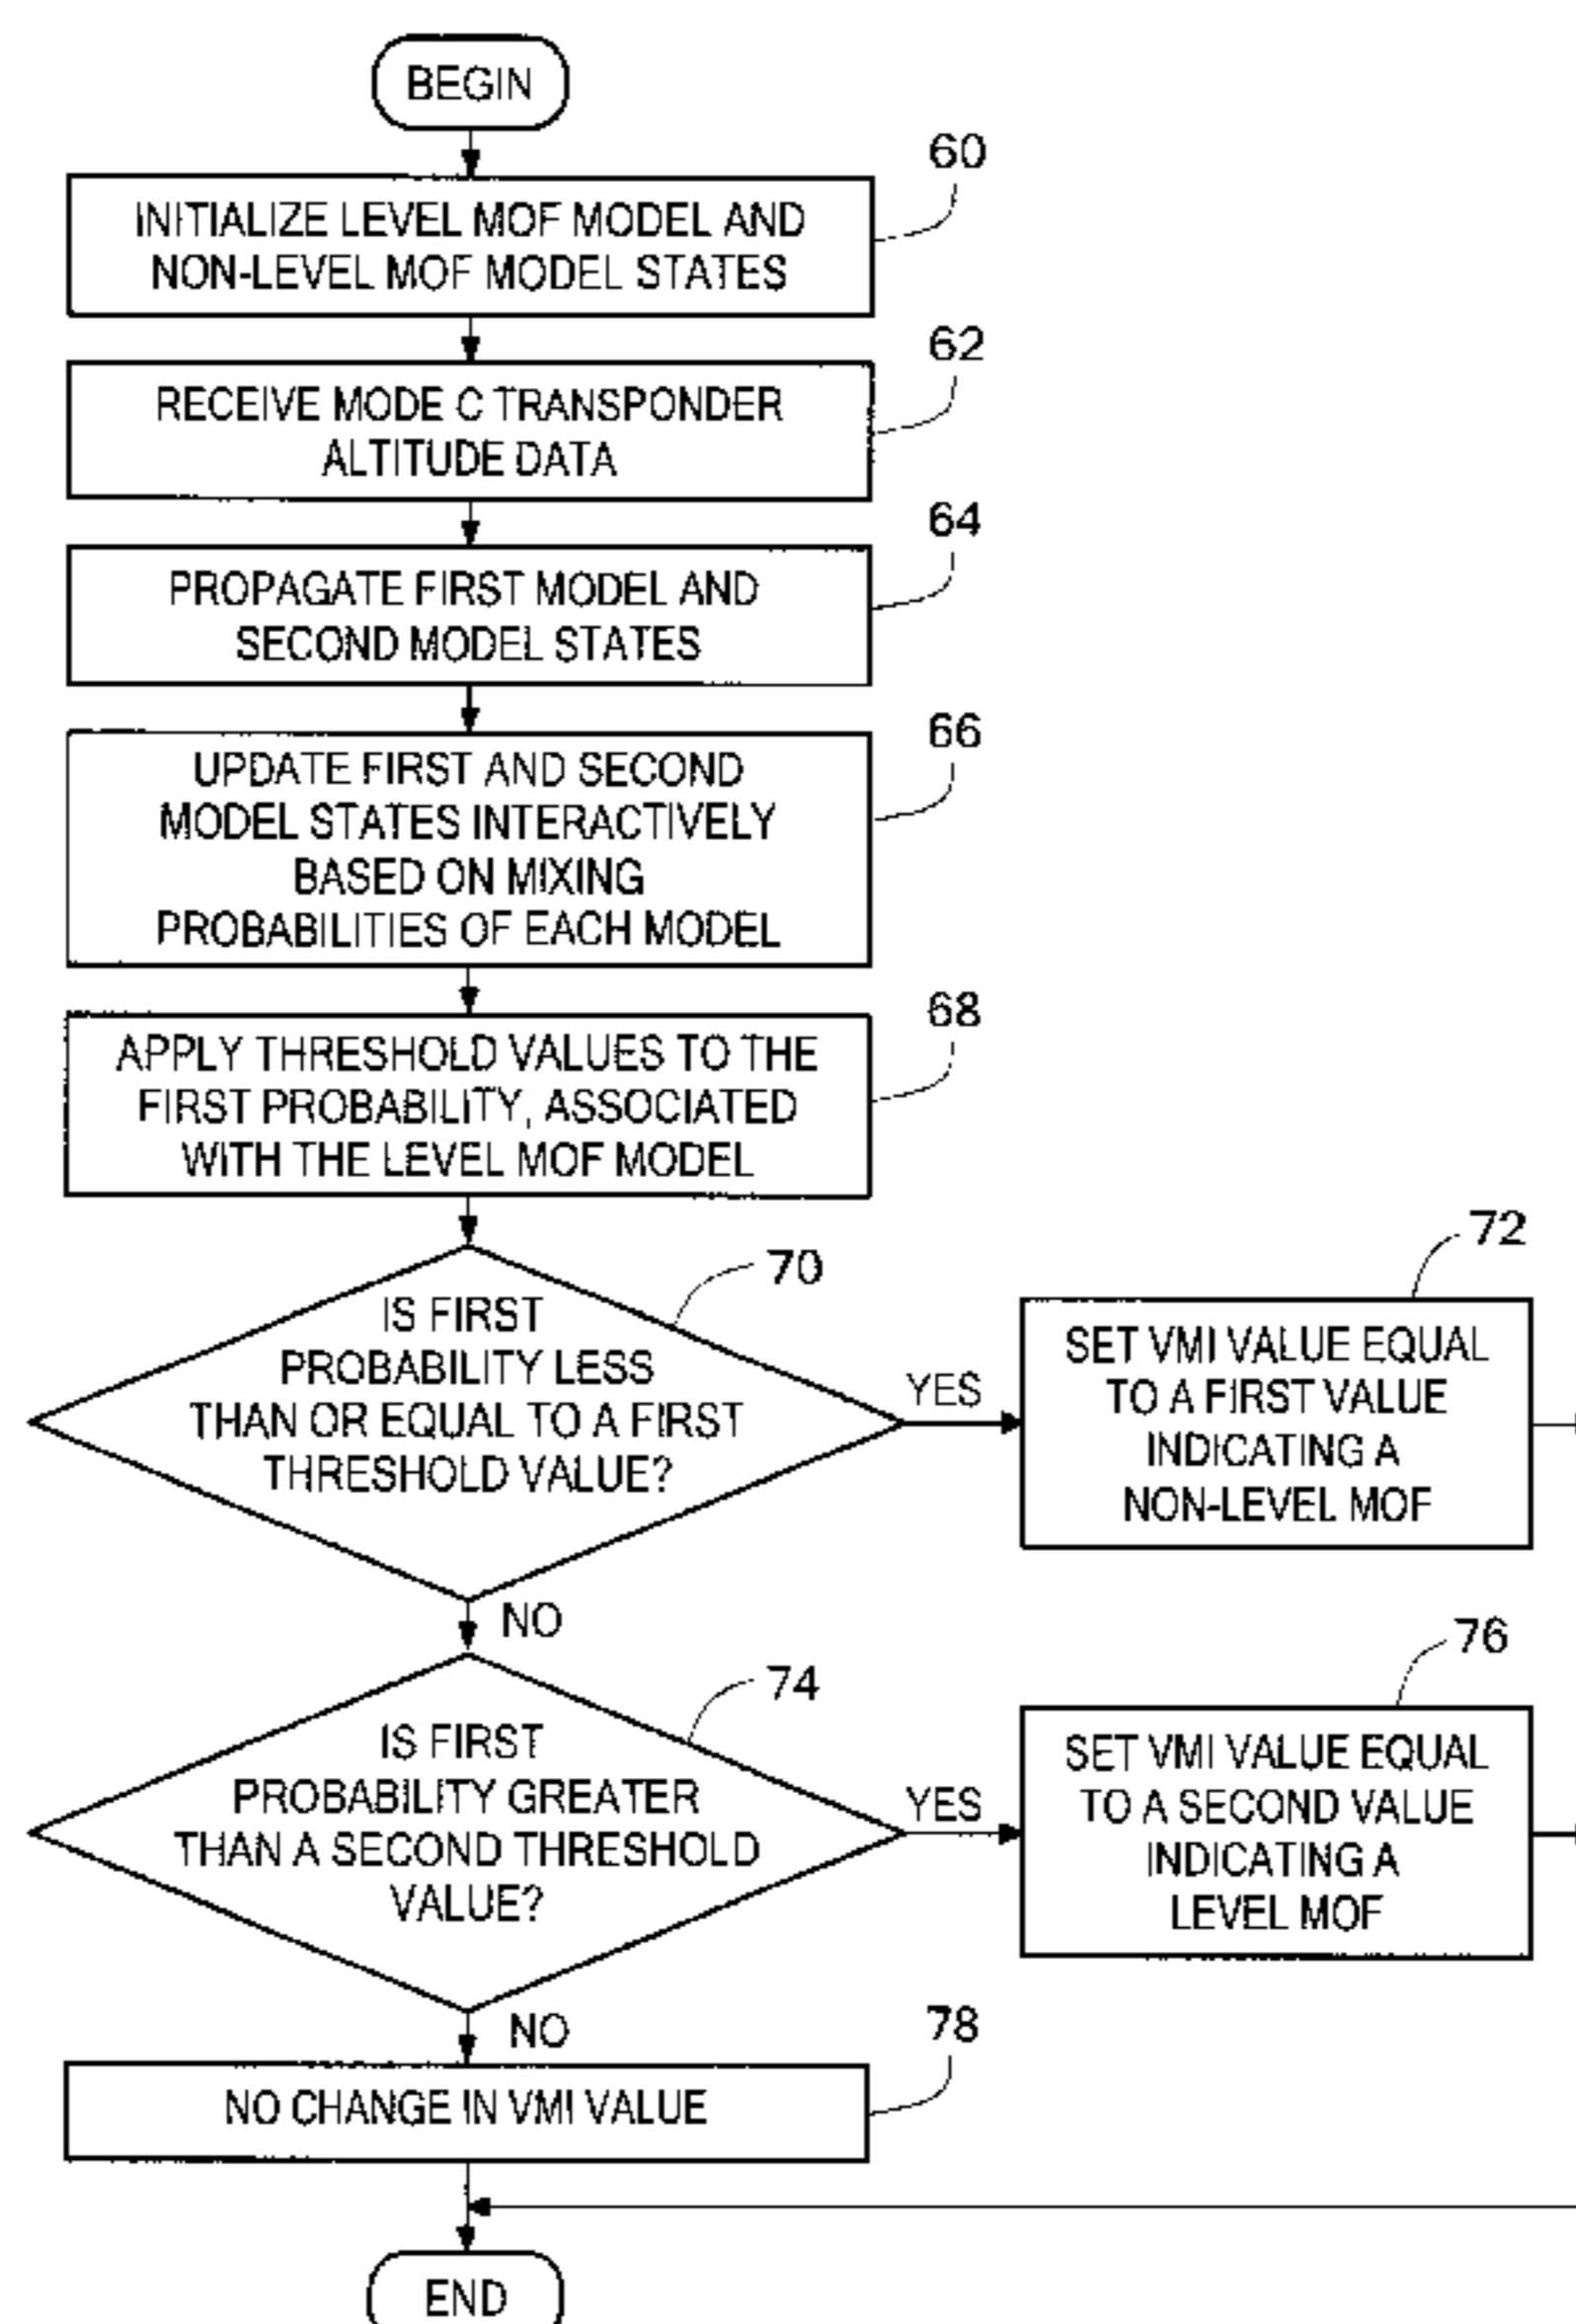 BEGIN
60
INITIALIZE LEVEL MOF MODEL AND
NON-LEVEL MOF MODEL STATES
62
RECEIVE MODE C TRANSPONDER
ALTITUDE DATA
64
PROPAGATE FIRST MODEL AND
SECOND MODEL STATES
66
UPDATE FIRST AND SECOND
MODEL STATES INTERACTIVELY
BASED ON MIXING
PROBABILITIES OF EACH MODEL
68
APPLY THRESHOLD VALUES TO THE
FIRST PROBABILITY, ASSOCIATED
WITH THE LEVEL MOF MODEL
70
IS FIRST
PROBABILITY LESS
THAN OR EQUAL TO A FIRST
THRESHOLD VALUE?
YES
72
SET VMI VALUE EQUAL
TO A FIRST VALUE
INDICATING A
NON-LEVEL MOF
NO
74
IS FIRST
PROBABILITY GREATER
THAN A SECOND THRESHOLD
VALUE?
YES
76
SET VMI VALUE EQUAL
TO A SECOND VALUE
INDICATING A
LEVEL MOF
NO
78
NO CHANGE IN VMI VALUE
END